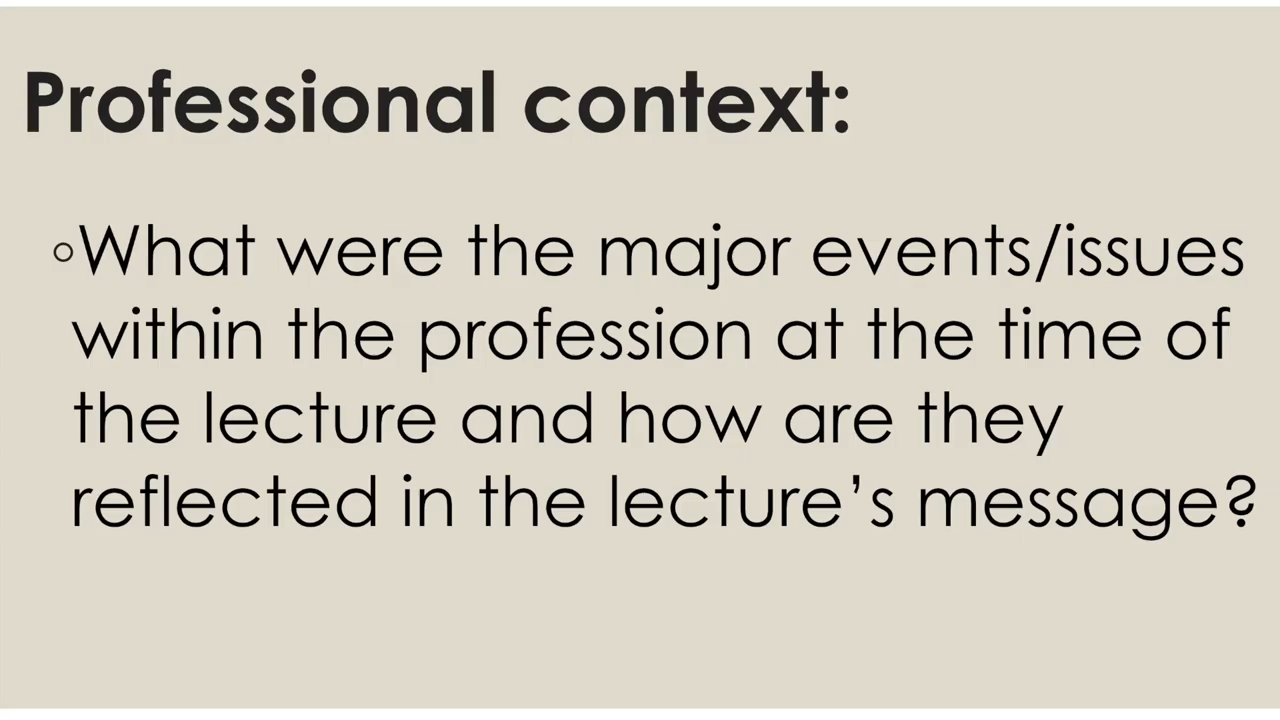 Professional context:
◦What were the major events/issues
within the profession at the time of
the lecture and how are they
reflected in the lecture’s message?